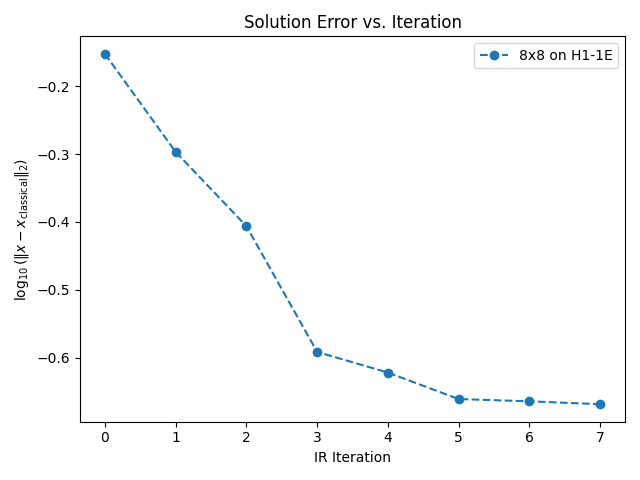 Solution Error vs. Iteration
8x8 on H1-1E
log₁₀ (‖x − x_classical‖₂)
−0.2
−0.3
−0.4
−0.5
−0.6
0 1 2 3 4 5 6 7
IR Iteration